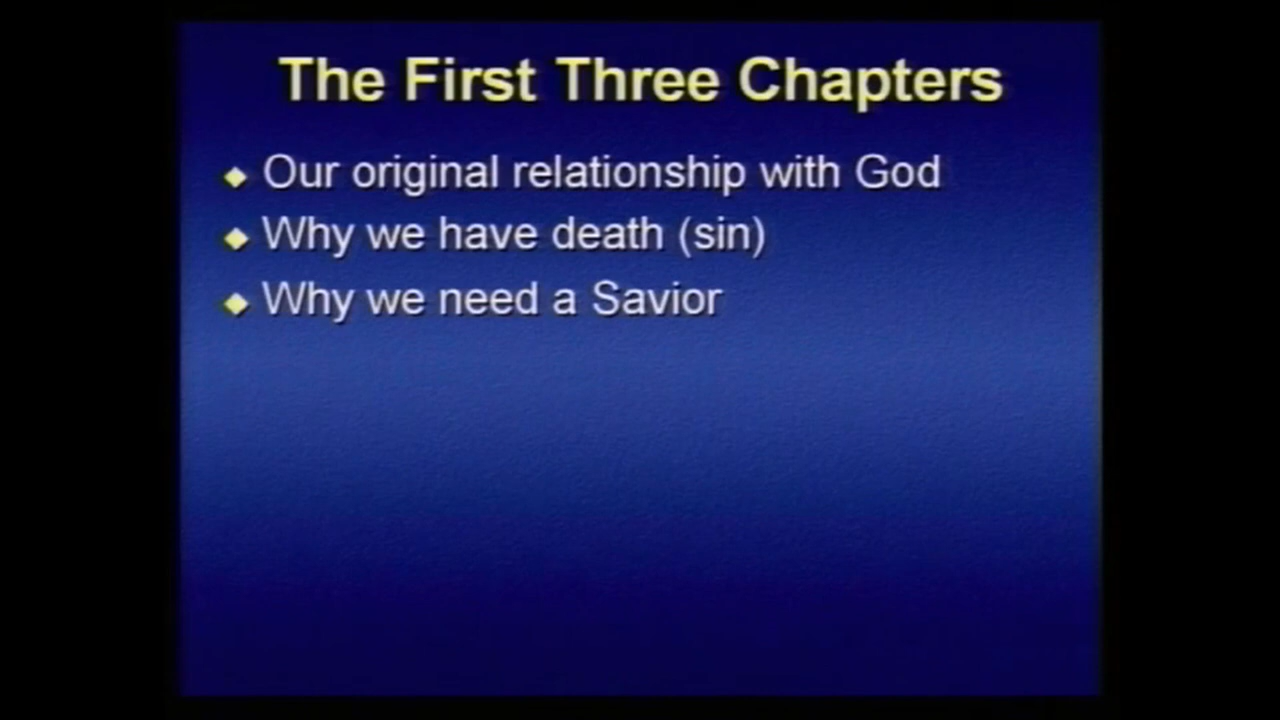 The First Three Chapters
Our original relationship with God
Why we have death (sin)
Why we need a Savior